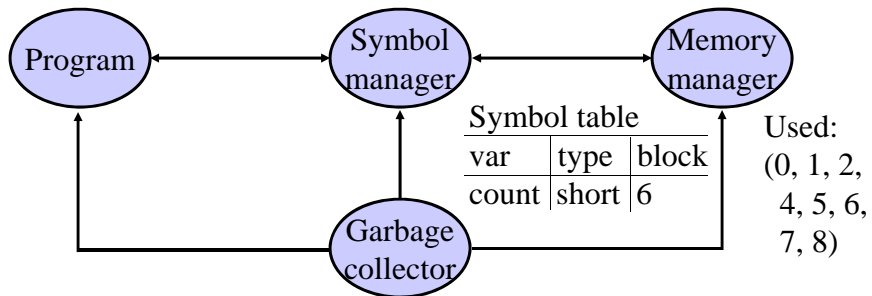 Program
Symbol
manager
Memory
manager
Symbol table
var type block
count short 6
Used:
(0, 1, 2,
4, 5, 6,
7, 8)
Garbage
collector